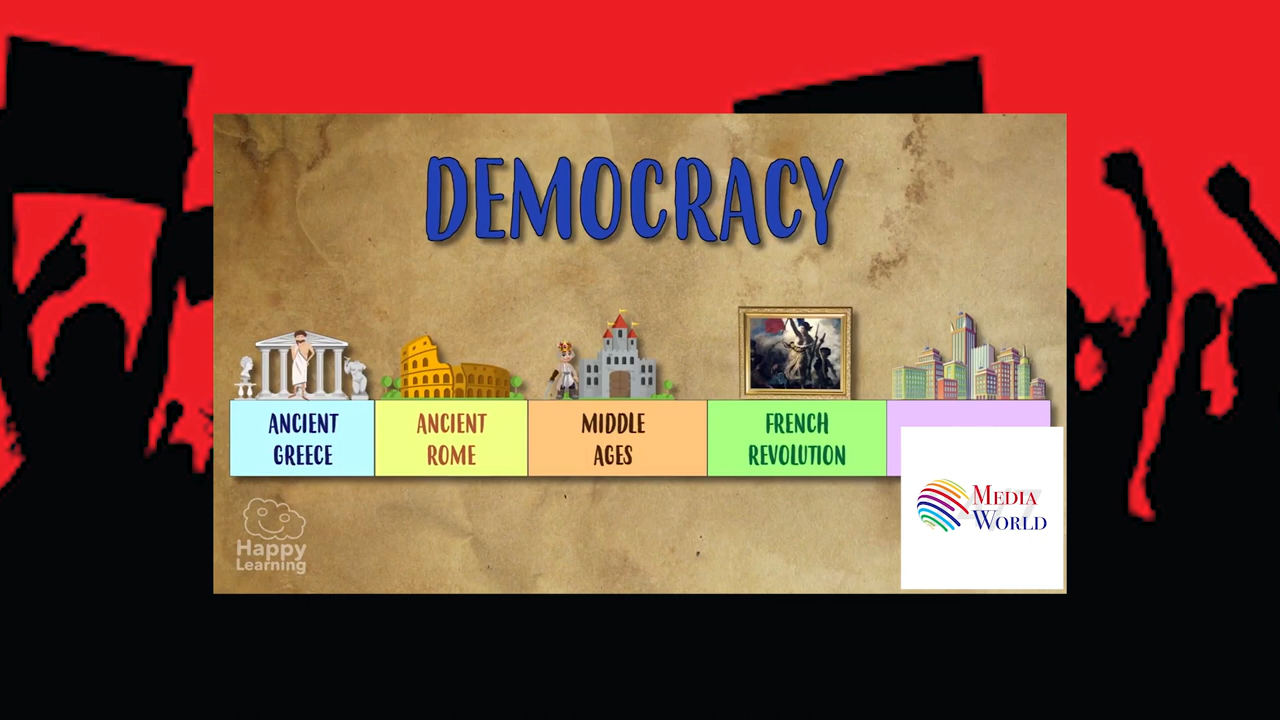 DEMOCRACY
ANCIENT
GREECE
ANCIENT
ROME
MIDDLE
AGES
FRENCH
REVOLUTION
Happy
Learning
MEDIA
WORLD